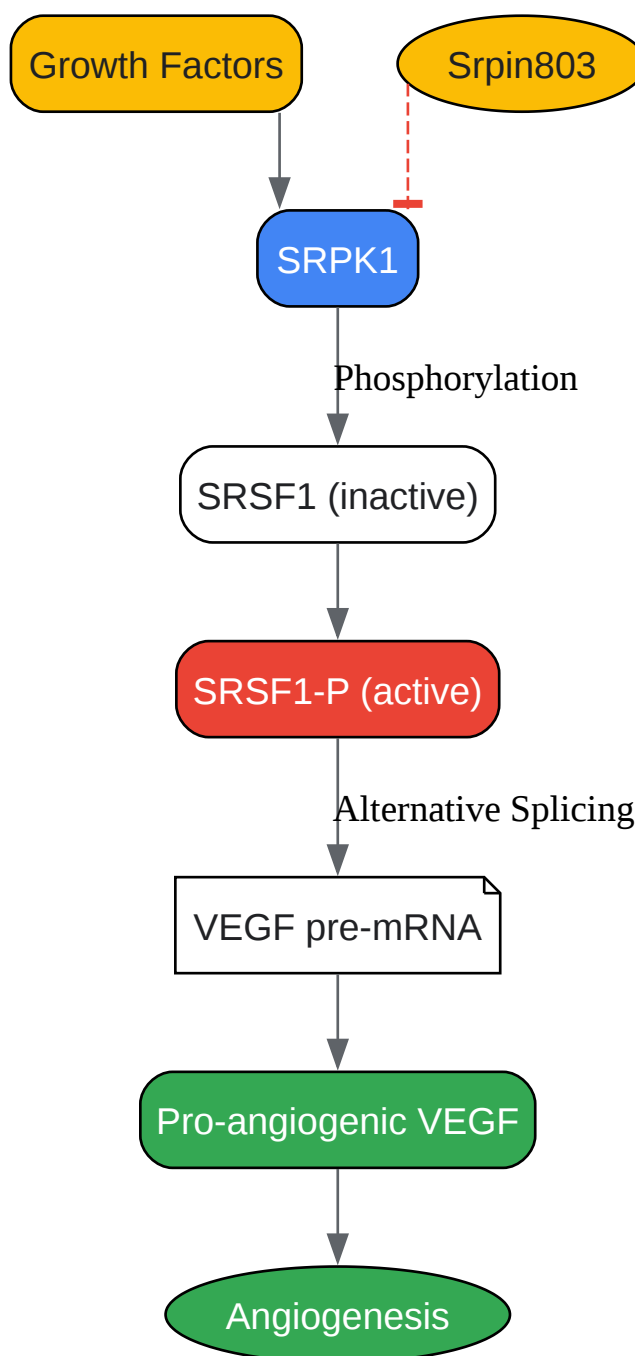 Growth Factors
Srpin803
SRPK1
Phosphorylation
SRSF1 (inactive)
SRSF1-P (active)
Alternative Splicing
VEGF pre-mRNA
Pro-angiogenic VEGF
Angiogenesis